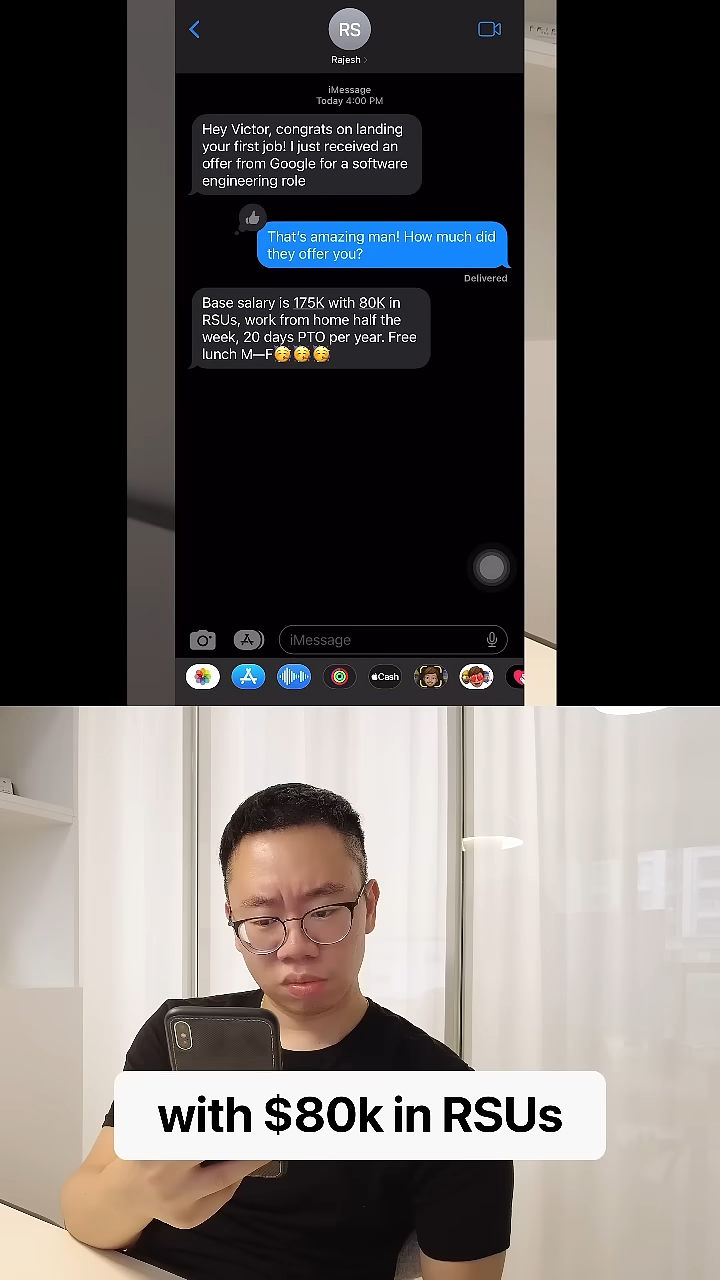 RS
Rajesh
iMessage
Today 4:00 PM
Hey Victor, congrats on landing
your first job! I just received an
offer from Google for a software
engineering role
That's amazing man! How much did
they offer you?
Delivered
Base salary is 175K with 80K in
RSUs, work from home half the
week, 20 days PTO per year. Free
lunch M—F🥳🥳🥳
iMessage
Cash
with $80k in RSUs